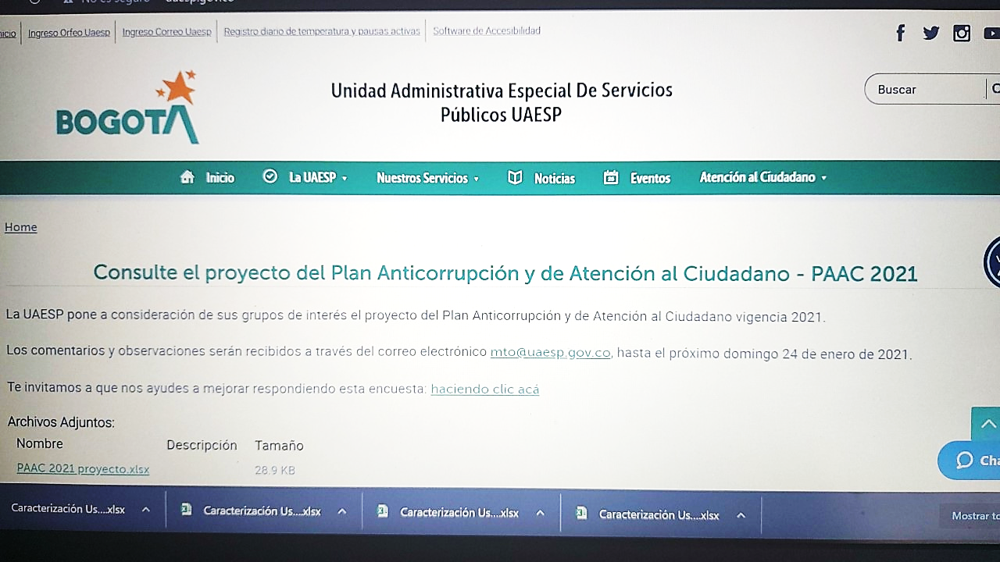 Ingreso Orfeo Uaesp
Ingreso Correo Uaesp
Registro diario de temperatura y pausas activas
Software de Accesibilidad
BOGOTA
Unidad Administrativa Especial De Servicios
Públicos UAESP
Buscar
Inicio
La UAESP
Nuestros Servicios
Noticias
Eventos
Atención al Ciudadano
Home
Consulte el proyecto del Plan Anticorrupción y de Atención al Ciudadano - PAAC 2021
La UAESP pone a consideración de sus grupos de interés el proyecto del Plan Anticorrupción y de Atención al Ciudadano vigencia 2021.
Los comentarios y observaciones serán recibidos a través del correo electrónico mto@uaesp.gov.co, hasta el próximo domingo 24 de enero de 2021.
Te invitamos a que nos ayudes a mejorar respondiendo esta encuesta: haciendo clic acá
Archivos Adjuntos:
Nombre Descripción Tamaño
PAAC 2021 proyecto.xlsx 28.9 KB
Caracterización Us....xlsx
Caracterización Us....xlsx
Caracterización Us....xlsx
Caracterización Us....xlsx
Mostrar